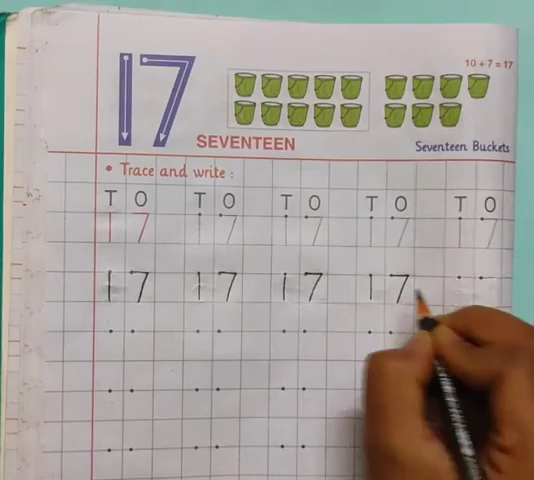 17
10 + 7 = 17
SEVENTEEN
Seventeen Buckets
• Trace and write :
T O T O T O T O T O
17 17 17 17 17
17 17 17 17